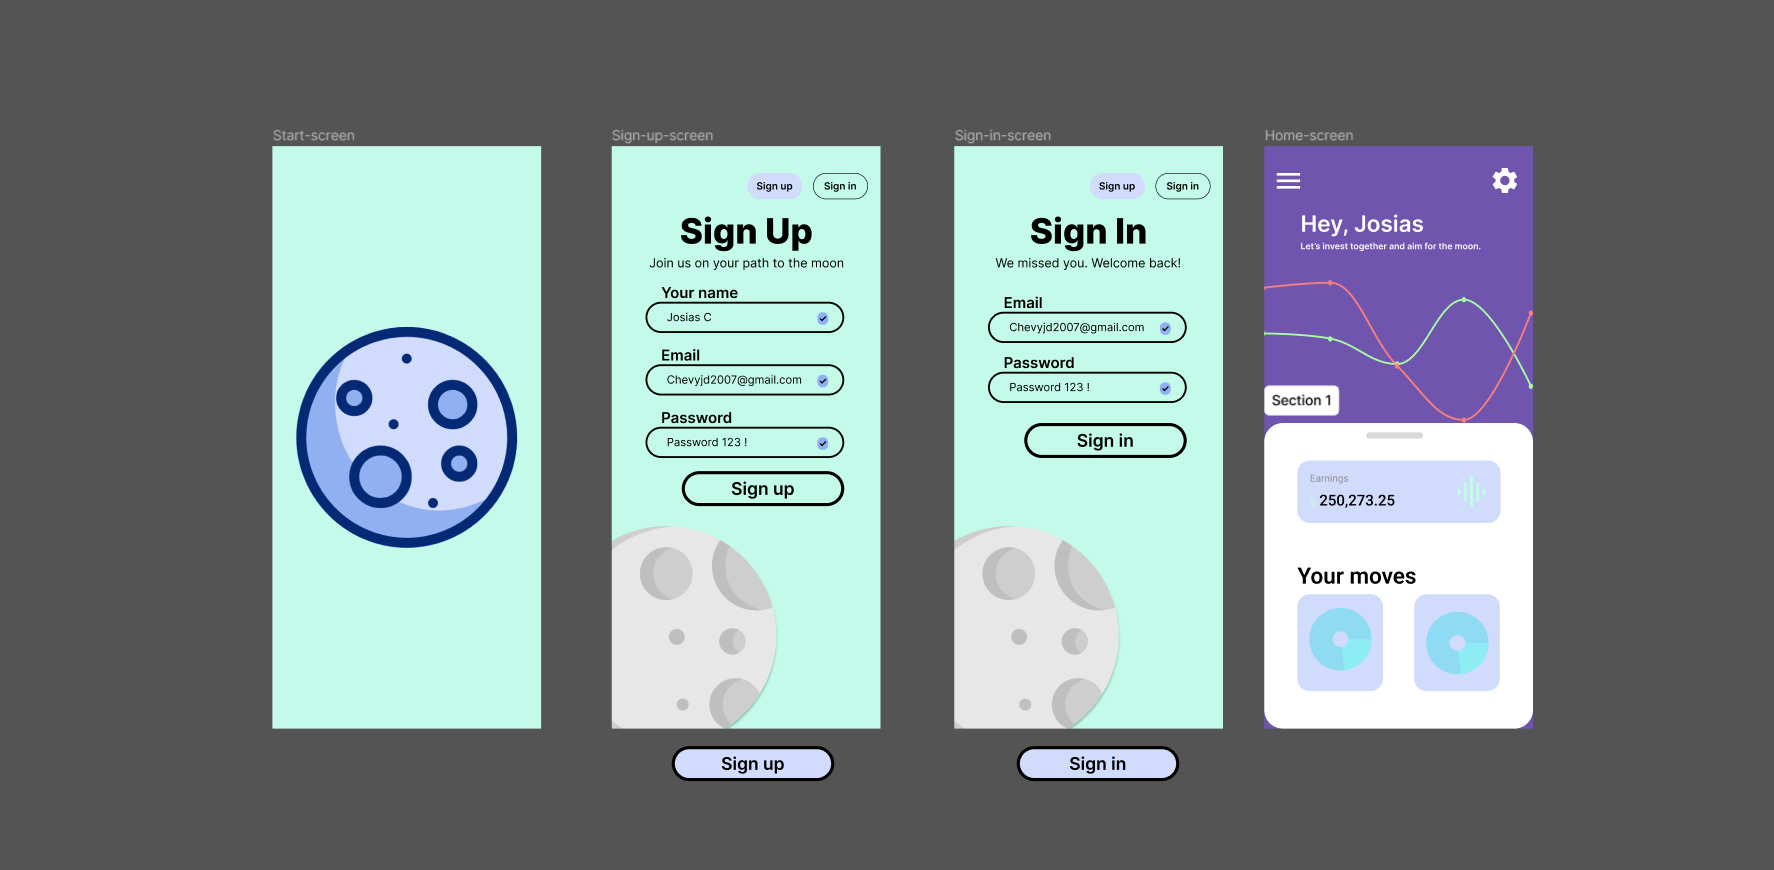 Start-screen
Sign-up-screen
Sign up
Sign in
Sign Up
Join us on your path to the moon
Your name
Josias C
Email
Chevyjd2007@gmail.com
Password
Password 123 !
Sign up
Sign up
Sign-in-screen
Sign up
Sign in
Sign In
We missed you. Welcome back!
Email
Chevyjd2007@gmail.com
Password
Password 123 !
Sign in
Sign in
Home-screen
Hey, Josias
Let's invest together and aim for the moon.
Section 1
Earnings
250,273.25
Your moves